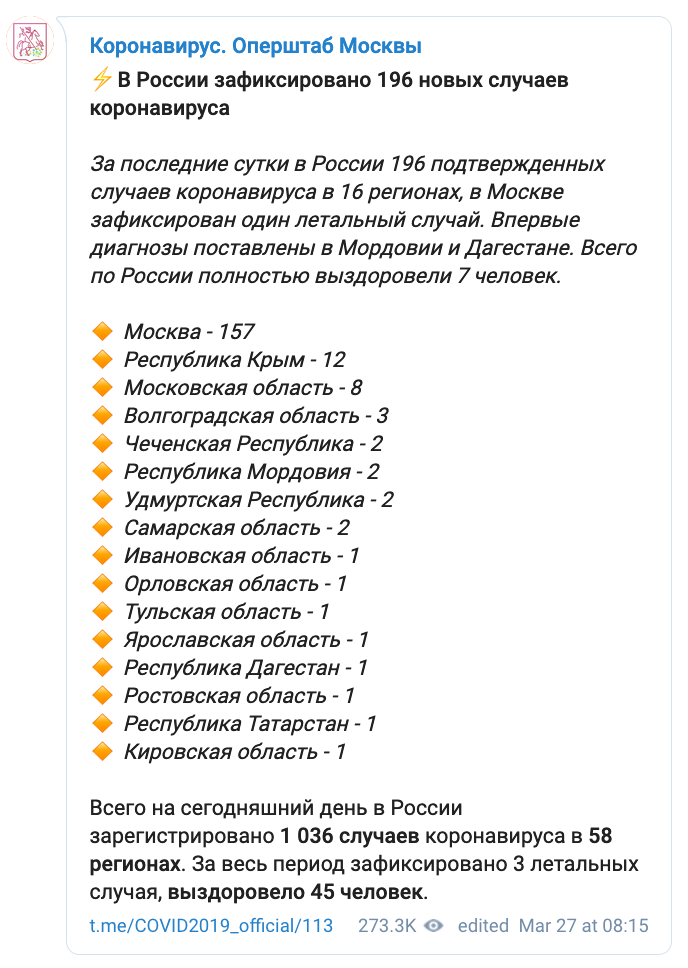 Коронавирус. Оперштаб Москвы
⚡В России зафиксировано 196 новых случаев
коронавируса
За последние сутки в России 196 подтвержденных
случаев коронавируса в 16 регионах, в Москве
зафиксирован один летальный случай. Впервые
диагнозы поставлены в Мордовии и Дагестане. Всего
по России полностью выздоровели 7 человек.
🔸 Москва - 157
🔸 Республика Крым - 12
🔸 Московская область - 8
🔸 Волгоградская область - 3
🔸 Чеченская Республика - 2
🔸 Республика Мордовия - 2
🔸 Удмуртская Республика - 2
🔸 Самарская область - 2
🔸 Ивановская область - 1
🔸 Орловская область - 1
🔸 Тульская область - 1
🔸 Ярославская область - 1
🔸 Республика Дагестан - 1
🔸 Ростовская область - 1
🔸 Республика Татарстан - 1
🔸 Кировская область - 1
Всего на сегодняшний день в России
зарегистрировано 1 036 случаев коронавируса в 58
регионах. За весь период зафиксировано 3 летальных
случая, выздоровело 45 человек.
t.me/COVID2019_official/113 273.3K edited Mar 27 at 08:15